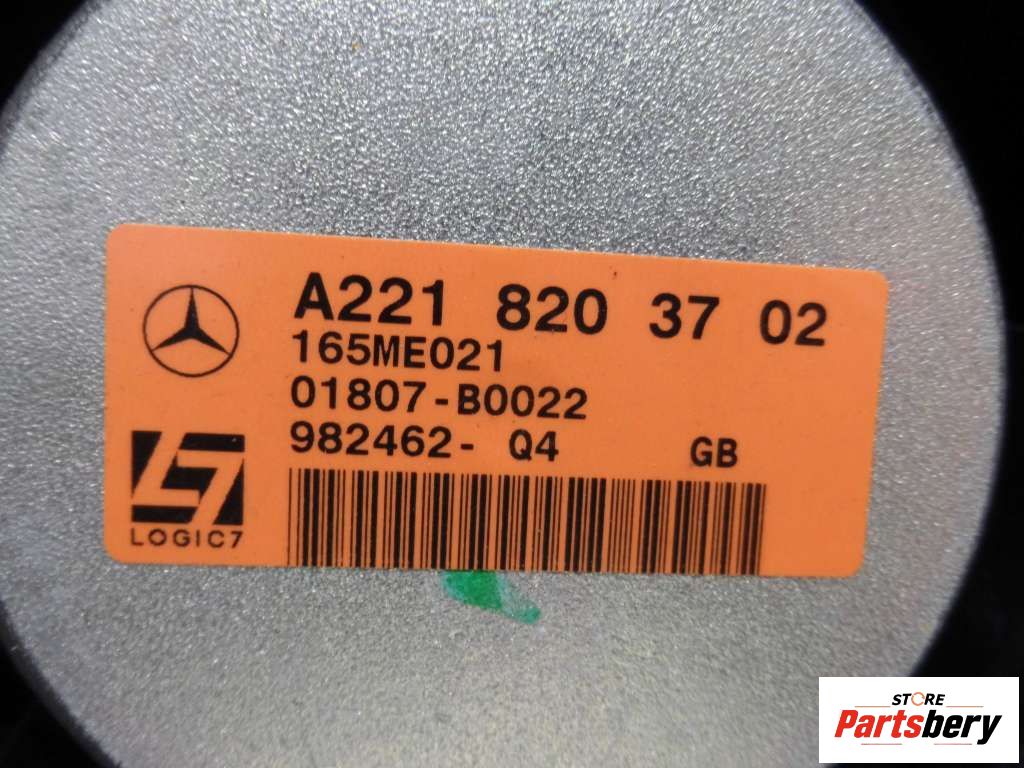 A221 820 37 02
165ME021
01807-B0022
982462- Q4 GB
LOGIC7
STORE
Partsbery